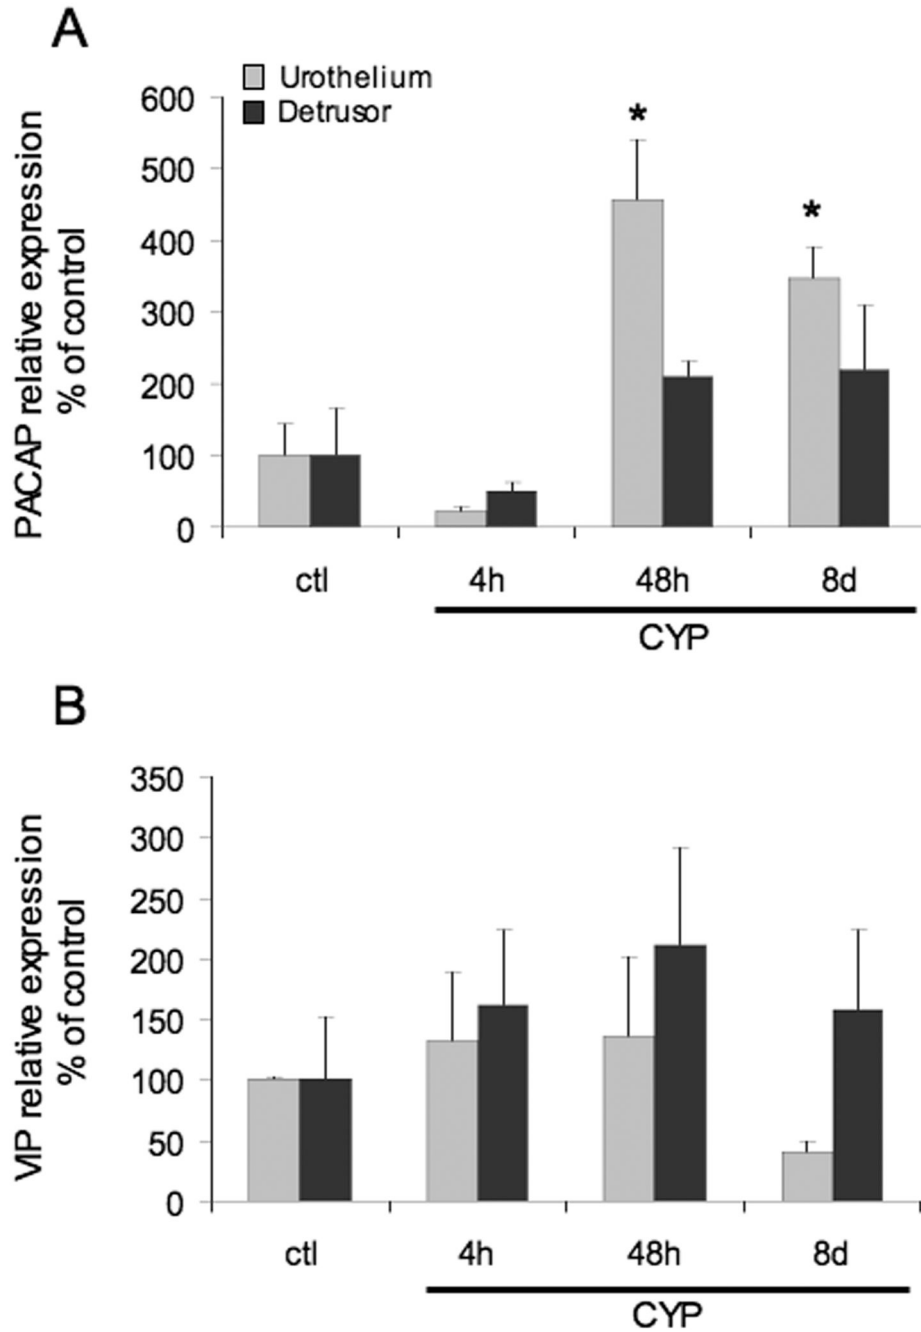 A
Urothelium
Detrusor
PACAP relative expression
% of control
600
500
400
300
200
100
0
*
*
ctl 4h 48h 8d
CYP
B
VIP relative expression
% of control
350
300
250
200
150
100
50
0
ctl 4h 48h 8d
CYP